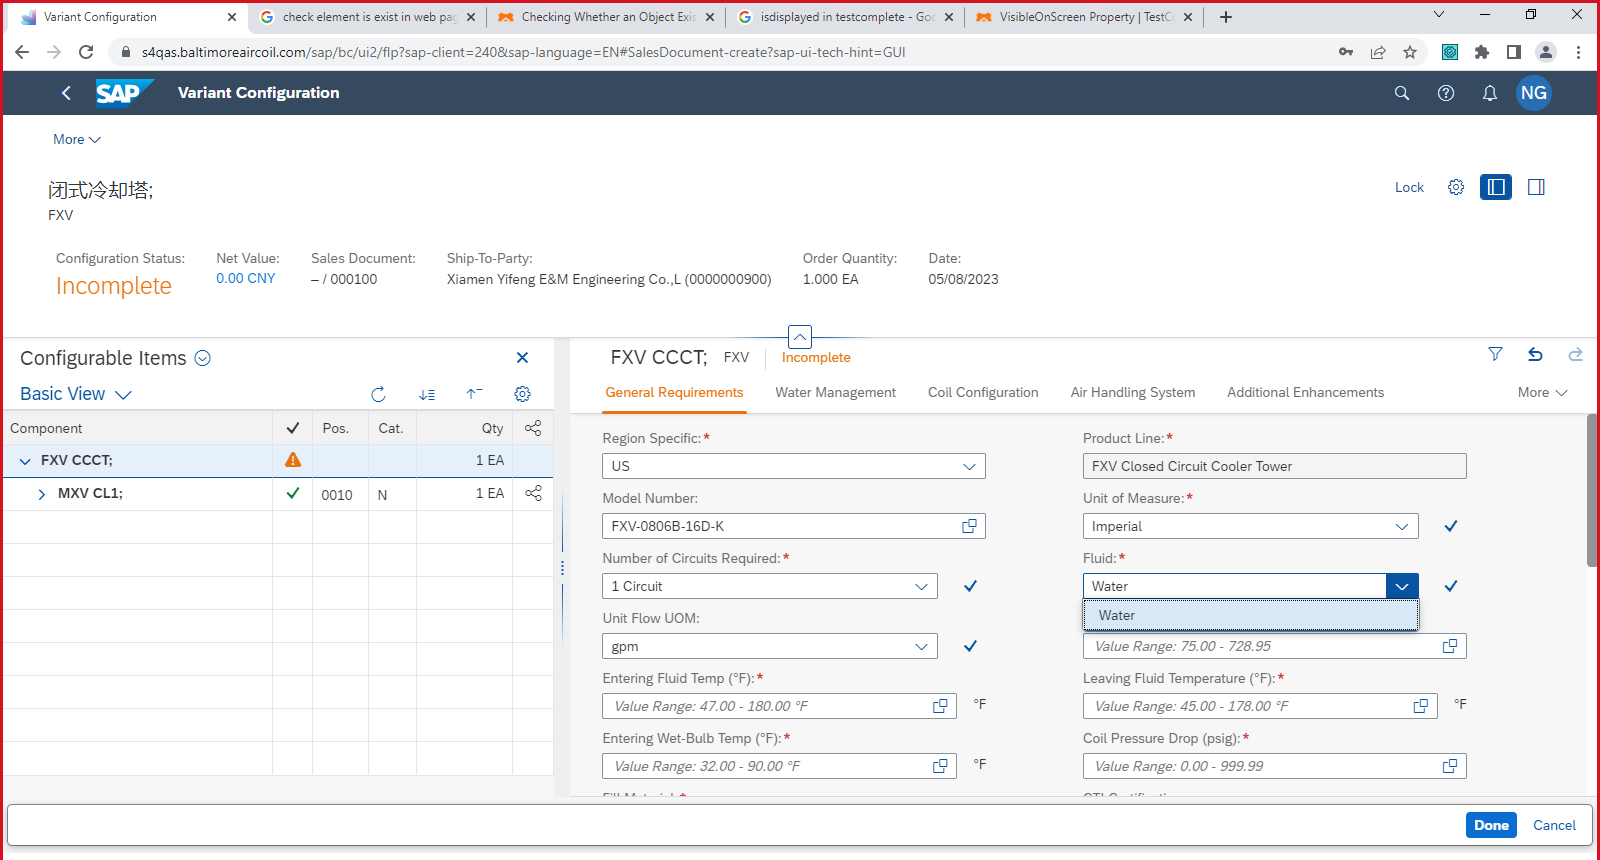 Variant Configuration
check element is exist in web pag
Checking Whether an Object Exis
isdisplayed in testcomplete - Goo
VisibleOnScreen Property | TestCo
s4qas.baltimoreaircoil.com/sap/bc/ui2/flp?sap-client=240&sap-language=EN#SalesDocument-create?sap-ui-tech-hint=GUI
SAP
Variant Configuration
NG
More
闭式冷却塔;
FXV
Lock
Configuration Status:
Incomplete
Net Value:
0.00 CNY
Sales Document:
– / 000100
Ship-To-Party:
Xiamen Yifeng E&M Engineering Co.,L (0000000900)
Order Quantity:
1.000 EA
Date:
05/08/2023
Configurable Items
Basic View
Component Pos. Cat. Qty
FXV CCCT; 1 EA
MXV CL1; 0010 N 1 EA
FXV CCCT; FXV Incomplete
General Requirements Water Management Coil Configuration Air Handling System Additional Enhancements More
Region Specific:*
US
Product Line:*
FXV Closed Circuit Cooler Tower
Model Number:
FXV-0806B-16D-K
Unit of Measure:*
Imperial
Number of Circuits Required:*
1 Circuit
Fluid:*
Water
Water
Unit Flow UOM:
gpm
Value Range: 75.00 - 728.95
Entering Fluid Temp (°F):*
Value Range: 47.00 - 180.00 °F
°F
Leaving Fluid Temperature (°F):*
Value Range: 45.00 - 178.00 °F
°F
Entering Wet-Bulb Temp (°F):*
Value Range: 32.00 - 90.00 °F
°F
Coil Pressure Drop (psig):*
Value Range: 0.00 - 999.99
Done
Cancel